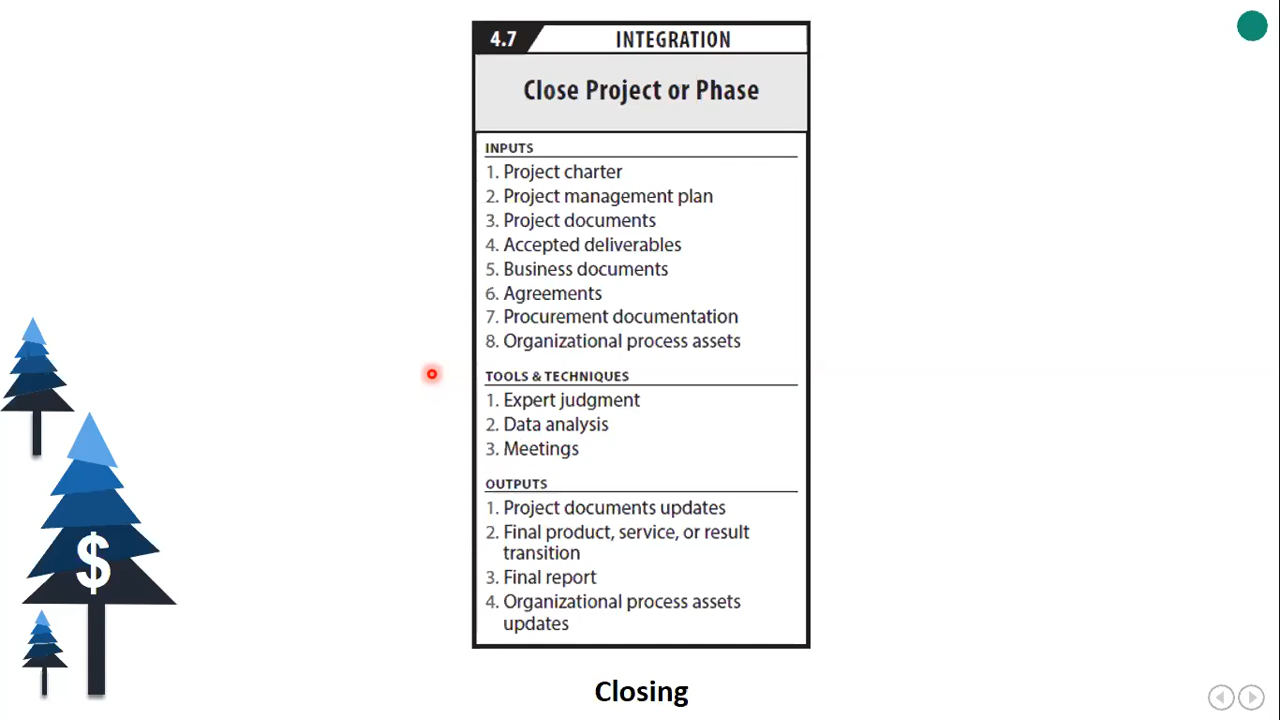 4.7 INTEGRATION
Close Project or Phase
INPUTS
1. Project charter
2. Project management plan
3. Project documents
4. Accepted deliverables
5. Business documents
6. Agreements
7. Procurement documentation
8. Organizational process assets
TOOLS & TECHNIQUES
1. Expert judgment
2. Data analysis
3. Meetings
OUTPUTS
1. Project documents updates
2. Final product, service, or result
transition
3. Final report
4. Organizational process assets
updates
$
Closing